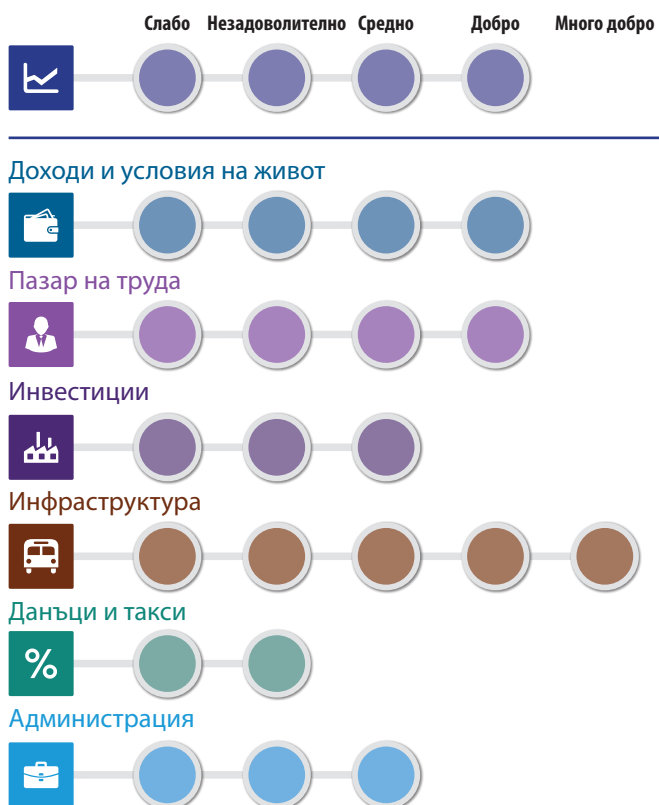 Слабо Незадоволително Средно Добро Много добро
Доходи и условия на живот
Пазар на труда
Инвестиции
Инфраструктура
Данъци и такси
%
Администрация